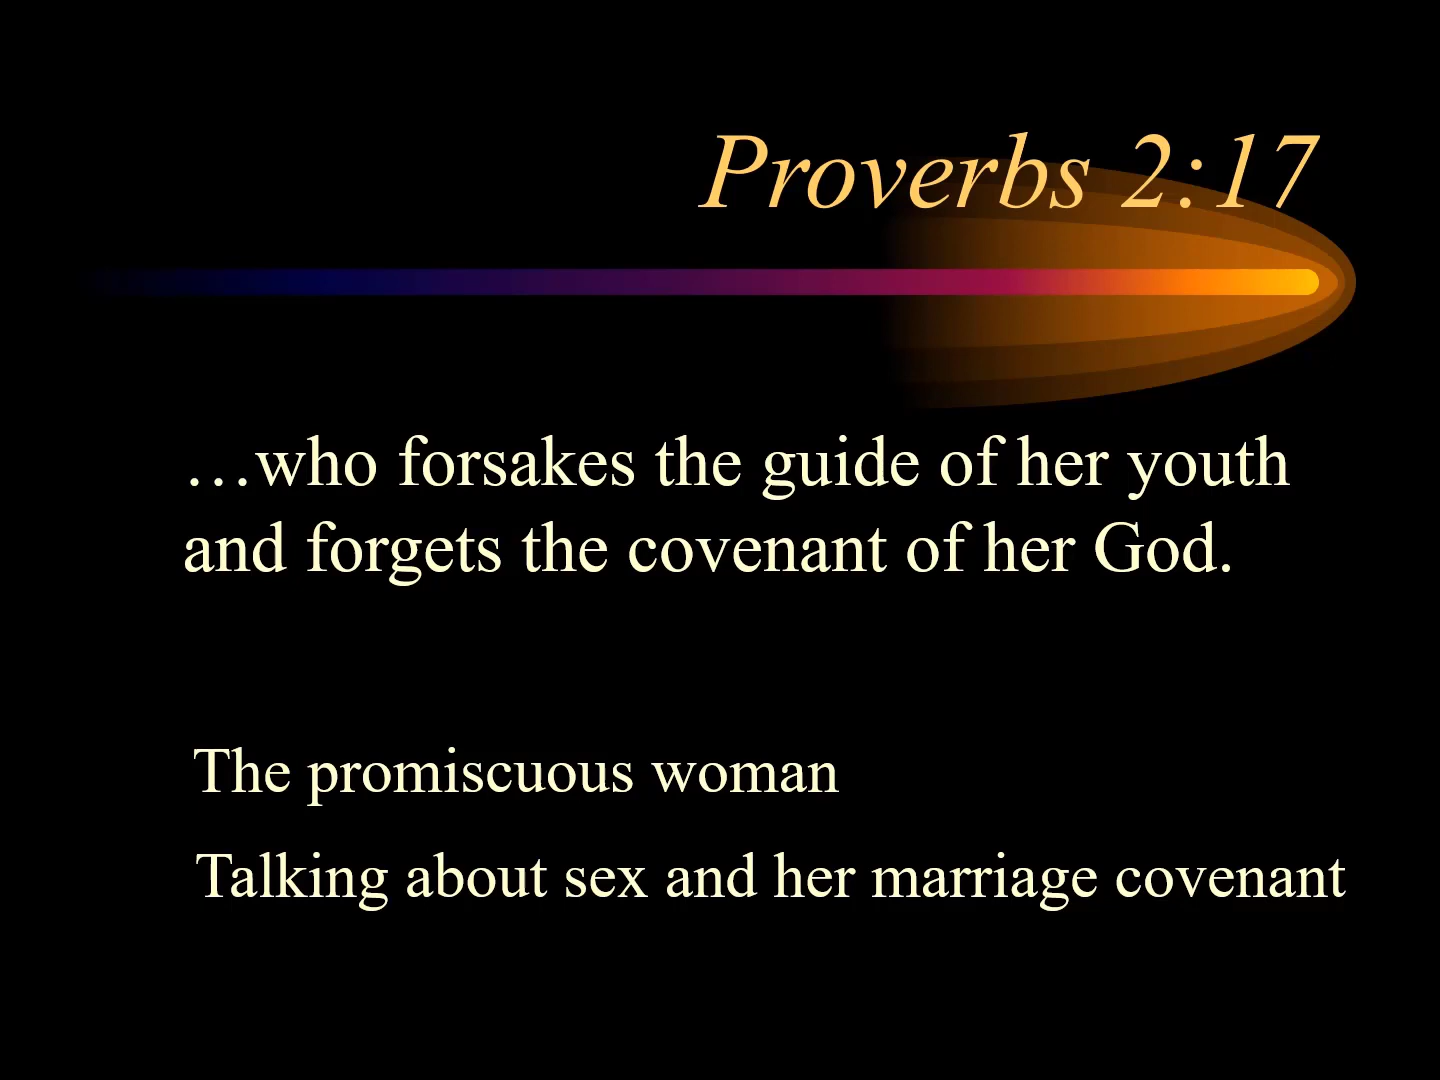 Proverbs 2:17
…who forsakes the guide of her youth
and forgets the covenant of her God.
The promiscuous woman
Talking about sex and her marriage covenant